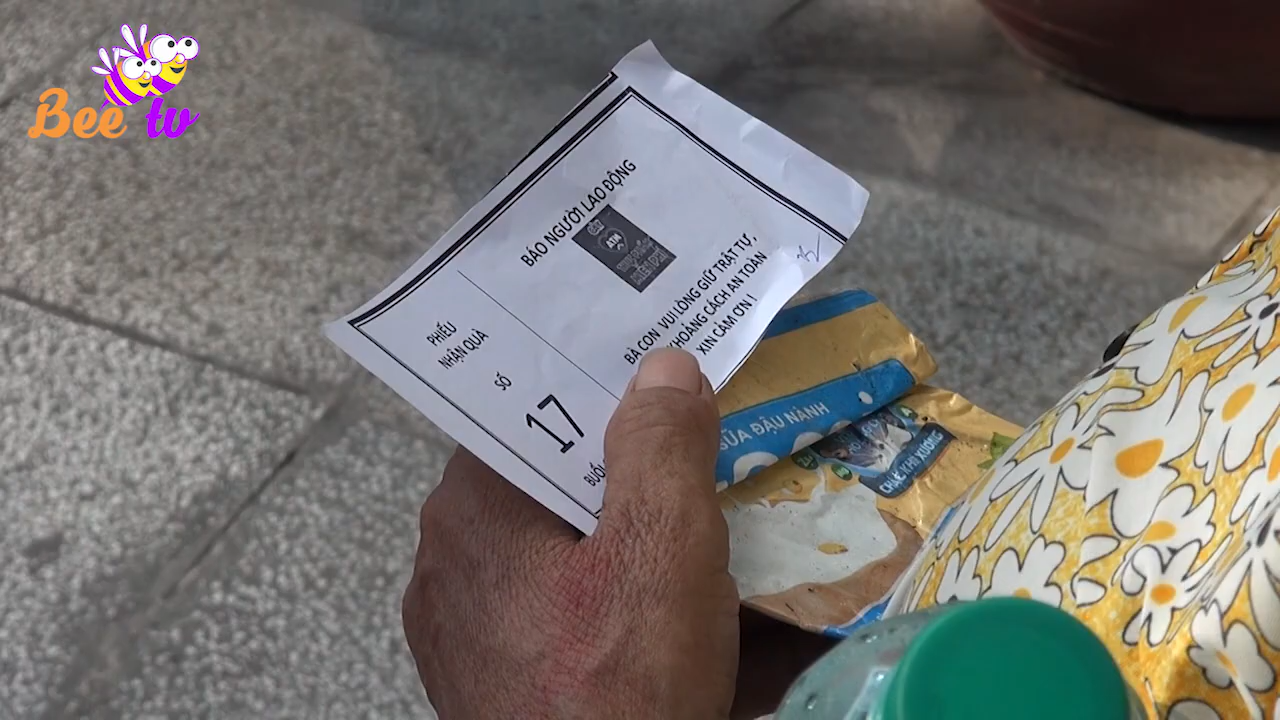 Bee tv
BÁO NGƯỜI LAO ĐỘNG
ATM
BÀ CON VUI LÒNG GIỮ TRẬT TỰ,
KHOẢNG CÁCH AN TOÀN
XIN CẢM ƠN !
PHIẾU
NHẬN QUÀ
SỐ
17
BUỔI
SỮA ĐẬU NÀNH
CHẮC KHỎE XƯƠNG